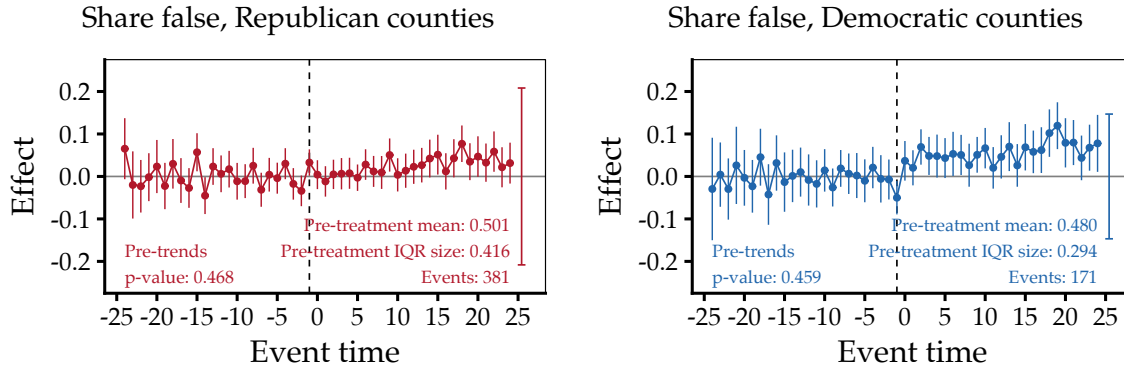 Share false, Republican counties
Effect
0.2
0.1
0.0
-0.1
-0.2
Pre-treatment mean: 0.501
Pre-trends
Pre-treatment IQR size: 0.416
p-value: 0.468
Events: 381
-25 -20 -15 -10 -5 0 5 10 15 20 25
Event time
Share false, Democratic counties
Effect
0.2
0.1
0.0
-0.1
-0.2
Pre-treatment mean: 0.480
Pre-trends
Pre-treatment IQR size: 0.294
p-value: 0.459
Events: 171
-25 -20 -15 -10 -5 0 5 10 15 20 25
Event time